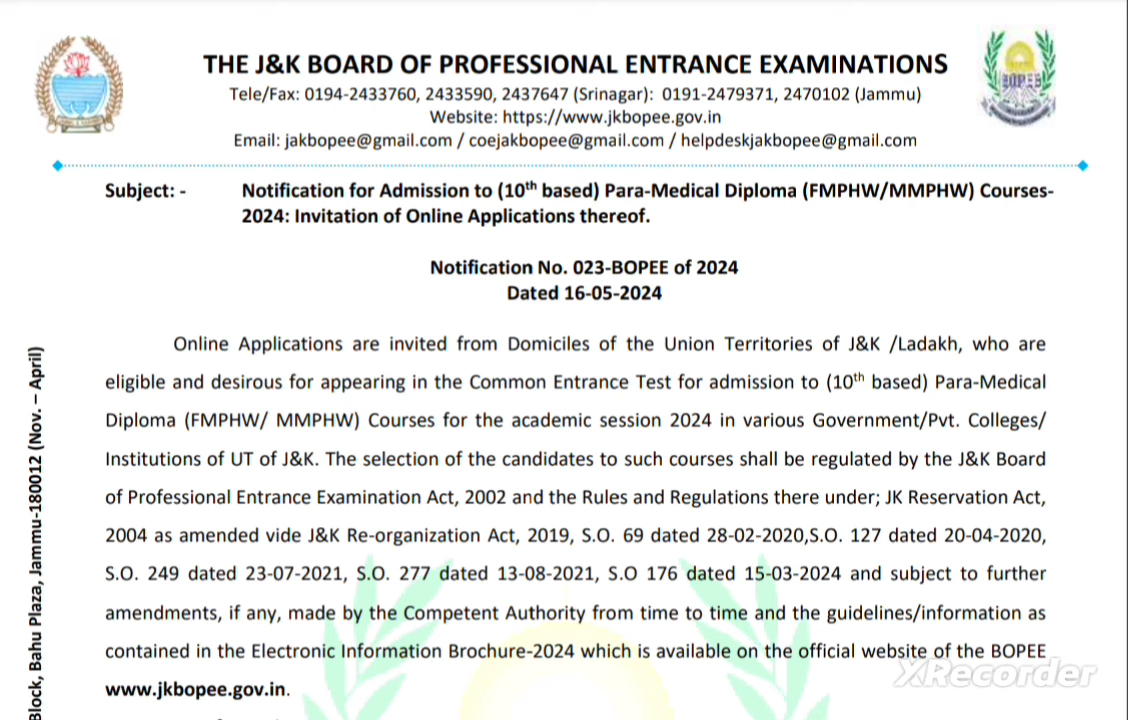 THE J&K BOARD OF PROFESSIONAL ENTRANCE EXAMINATIONS
Tele/Fax: 0194-2433760, 2433590, 2437647 (Srinagar): 0191-2479371, 2470102 (Jammu)
Website: https://www.jkbopee.gov.in
Email: jakbopee@gmail.com / coejakbopee@gmail.com / helpdeskjakbopee@gmail.com
BOPEE
Subject: - Notification for Admission to (10th based) Para-Medical Diploma (FMPHW/MMPHW) Courses-
2024: Invitation of Online Applications thereof.
Notification No. 023-BOPEE of 2024
Dated 16-05-2024
Online Applications are invited from Domiciles of the Union Territories of J&K /Ladakh, who are
eligible and desirous for appearing in the Common Entrance Test for admission to (10th based) Para-Medical
Diploma (FMPHW/ MMPHW) Courses for the academic session 2024 in various Government/Pvt. Colleges/
Institutions of UT of J&K. The selection of the candidates to such courses shall be regulated by the J&K Board
of Professional Entrance Examination Act, 2002 and the Rules and Regulations there under; JK Reservation Act,
2004 as amended vide J&K Re-organization Act, 2019, S.O. 69 dated 28-02-2020,S.O. 127 dated 20-04-2020,
S.O. 249 dated 23-07-2021, S.O. 277 dated 13-08-2021, S.O 176 dated 15-03-2024 and subject to further
amendments, if any, made by the Competent Authority from time to time and the guidelines/information as
contained in the Electronic Information Brochure-2024 which is available on the official website of the BOPEE
www.jkbopee.gov.in.
Block, Bahu Plaza, Jammu-180012 (Nov. – April)
XRecorder